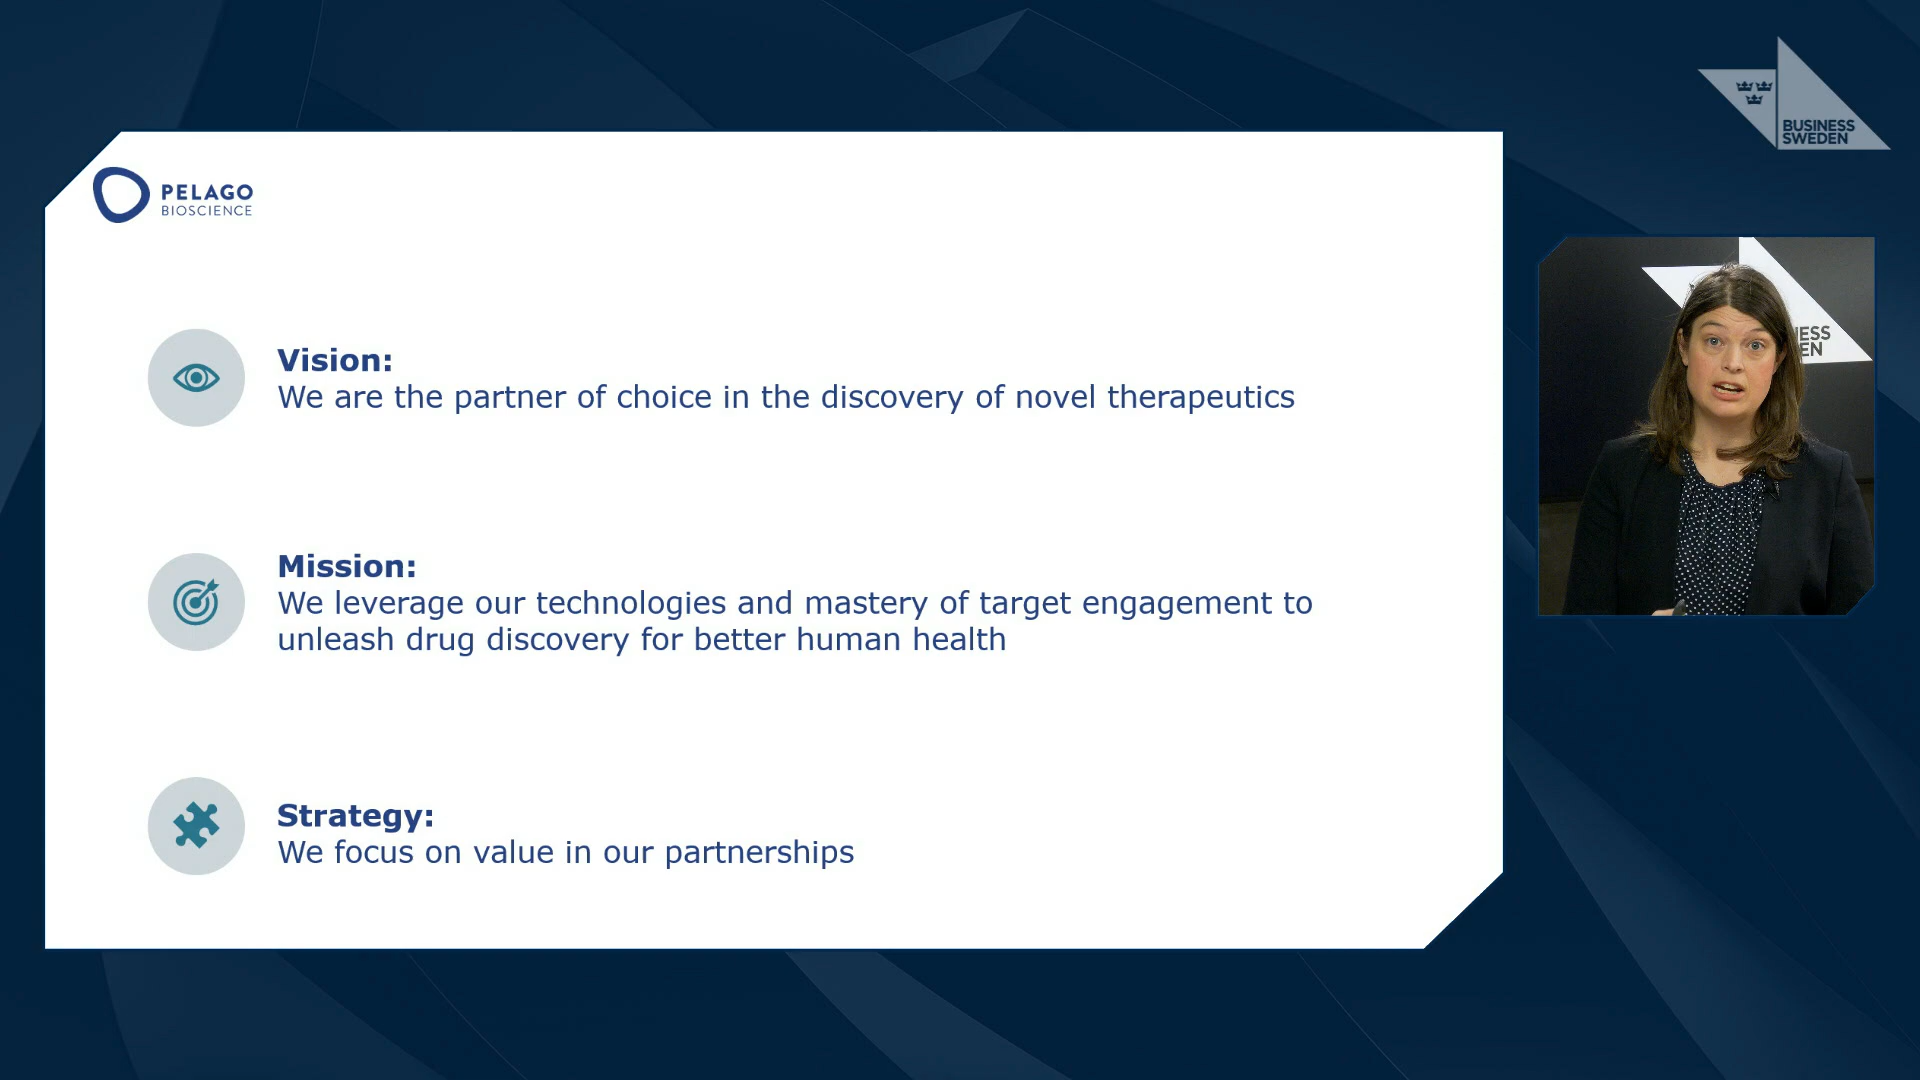 BUSINESS
SWEDEN
PELAGO
BIOSCIENCE
Vision:
We are the partner of choice in the discovery of novel therapeutics
Mission:
We leverage our technologies and mastery of target engagement to
unleash drug discovery for better human health
Strategy:
We focus on value in our partnerships
ESS
EN